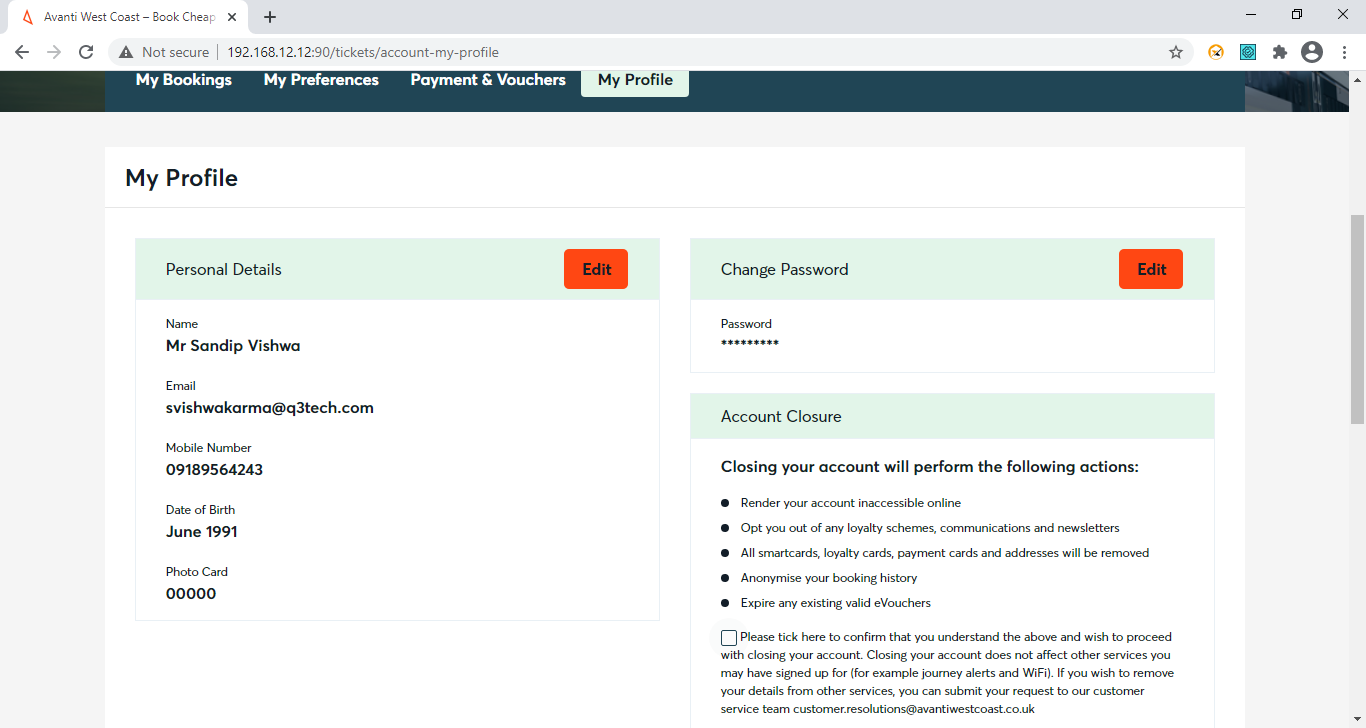 Avanti West Coast – Book Cheap
Not secure
192.168.12.12:90/tickets/account-my-profile
My Bookings
My Preferences
Payment & Vouchers
My Profile
My Profile
Personal Details
Edit
Name
Mr Sandip Vishwa
Email
svishwakarma@q3tech.com
Mobile Number
09189564243
Date of Birth
June 1991
Photo Card
00000
Change Password
Edit
Password
*********
Account Closure
Closing your account will perform the following actions:
Render your account inaccessible online
Opt you out of any loyalty schemes, communications and newsletters
All smartcards, loyalty cards, payment cards and addresses will be removed
Anonymise your booking history
Expire any existing valid eVouchers
Please tick here to confirm that you understand the above and wish to proceed
with closing your account. Closing your account does not affect other services you
may have signed up for (for example journey alerts and WiFi). If you wish to remove
your details from other services, you can submit your request to our customer
service team customer.resolutions@avantiwestcoast.co.uk